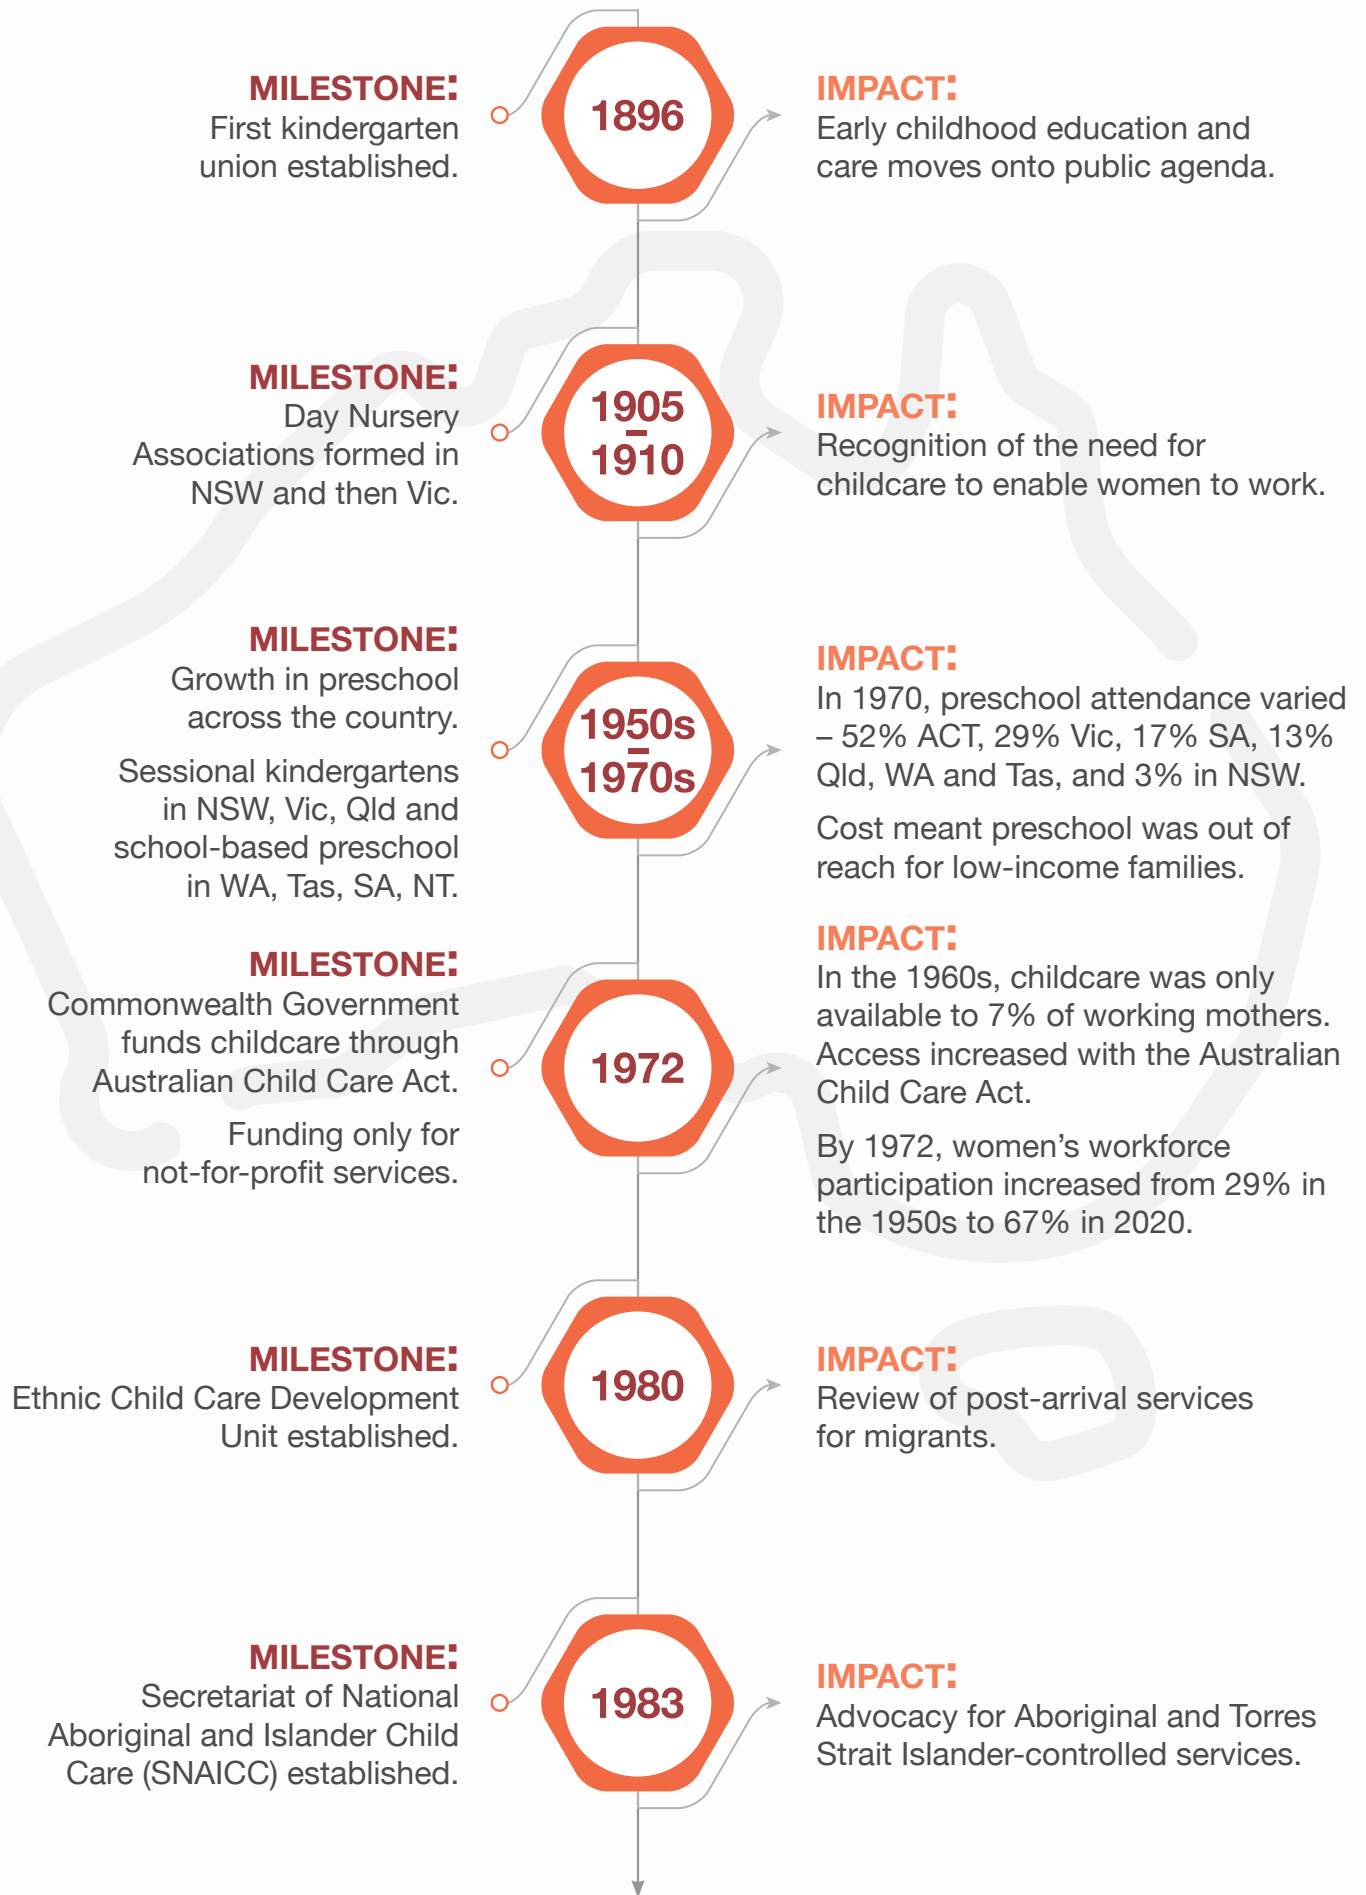 MILESTONE:
First kindergarten
union established.
1896
IMPACT:
Early childhood education and
care moves onto public agenda.
MILESTONE:
Day Nursery
Associations formed in
NSW and then Vic.
1905
–
1910
IMPACT:
Recognition of the need for
childcare to enable women to work.
MILESTONE:
Growth in preschool
across the country.
Sessional kindergartens
in NSW, Vic, Qld and
school-based preschool
in WA, Tas, SA, NT.
1950s
–
1970s
IMPACT:
In 1970, preschool attendance varied
– 52% ACT, 29% Vic, 17% SA, 13%
Qld, WA and Tas, and 3% in NSW.
Cost meant preschool was out of
reach for low-income families.
MILESTONE:
Commonwealth Government
funds childcare through
Australian Child Care Act.
Funding only for
not-for-profit services.
1972
IMPACT:
In the 1960s, childcare was only
available to 7% of working mothers.
Access increased with the Australian
Child Care Act.
By 1972, women’s workforce
participation increased from 29% in
the 1950s to 67% in 2020.
MILESTONE:
Ethnic Child Care Development
Unit established.
1980
IMPACT:
Review of post-arrival services
for migrants.
MILESTONE:
Secretariat of National
Aboriginal and Islander Child
Care (SNAICC) established.
1983
IMPACT:
Advocacy for Aboriginal and Torres
Strait Islander-controlled services.